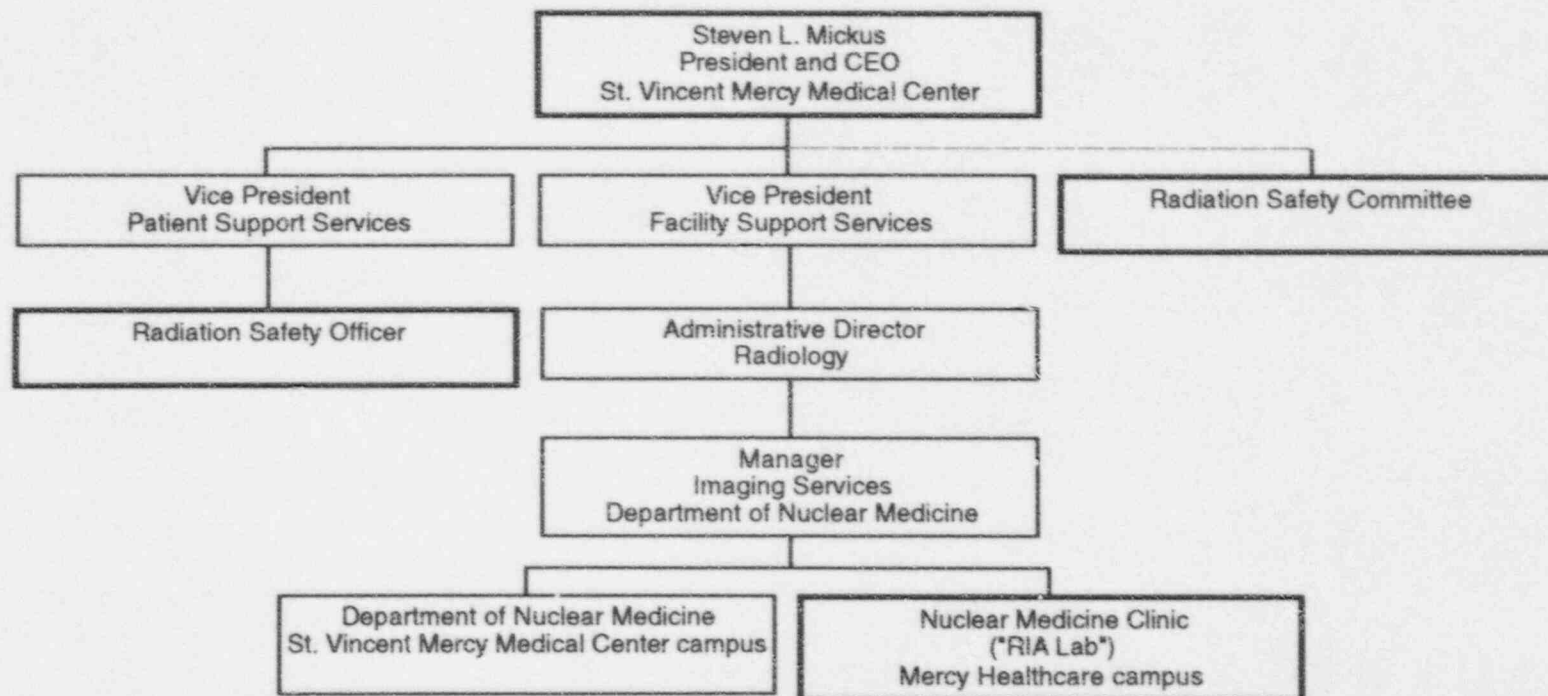 Steven L. Mickus
President and CEO
St. Vincent Mercy Medical Center
Vice President
Patient Support Services
Vice President
Facility Support Services
Radiation Safety Committee
Radiation Safety Officer
Administrative Director
Radiology
Manager
Imaging Services
Department of Nuclear Medicine
Department of Nuclear Medicine
St. Vincent Mercy Medical Center campus
Nuclear Medicine Clinic
("RIA Lab")
Mercy Healthcare campus